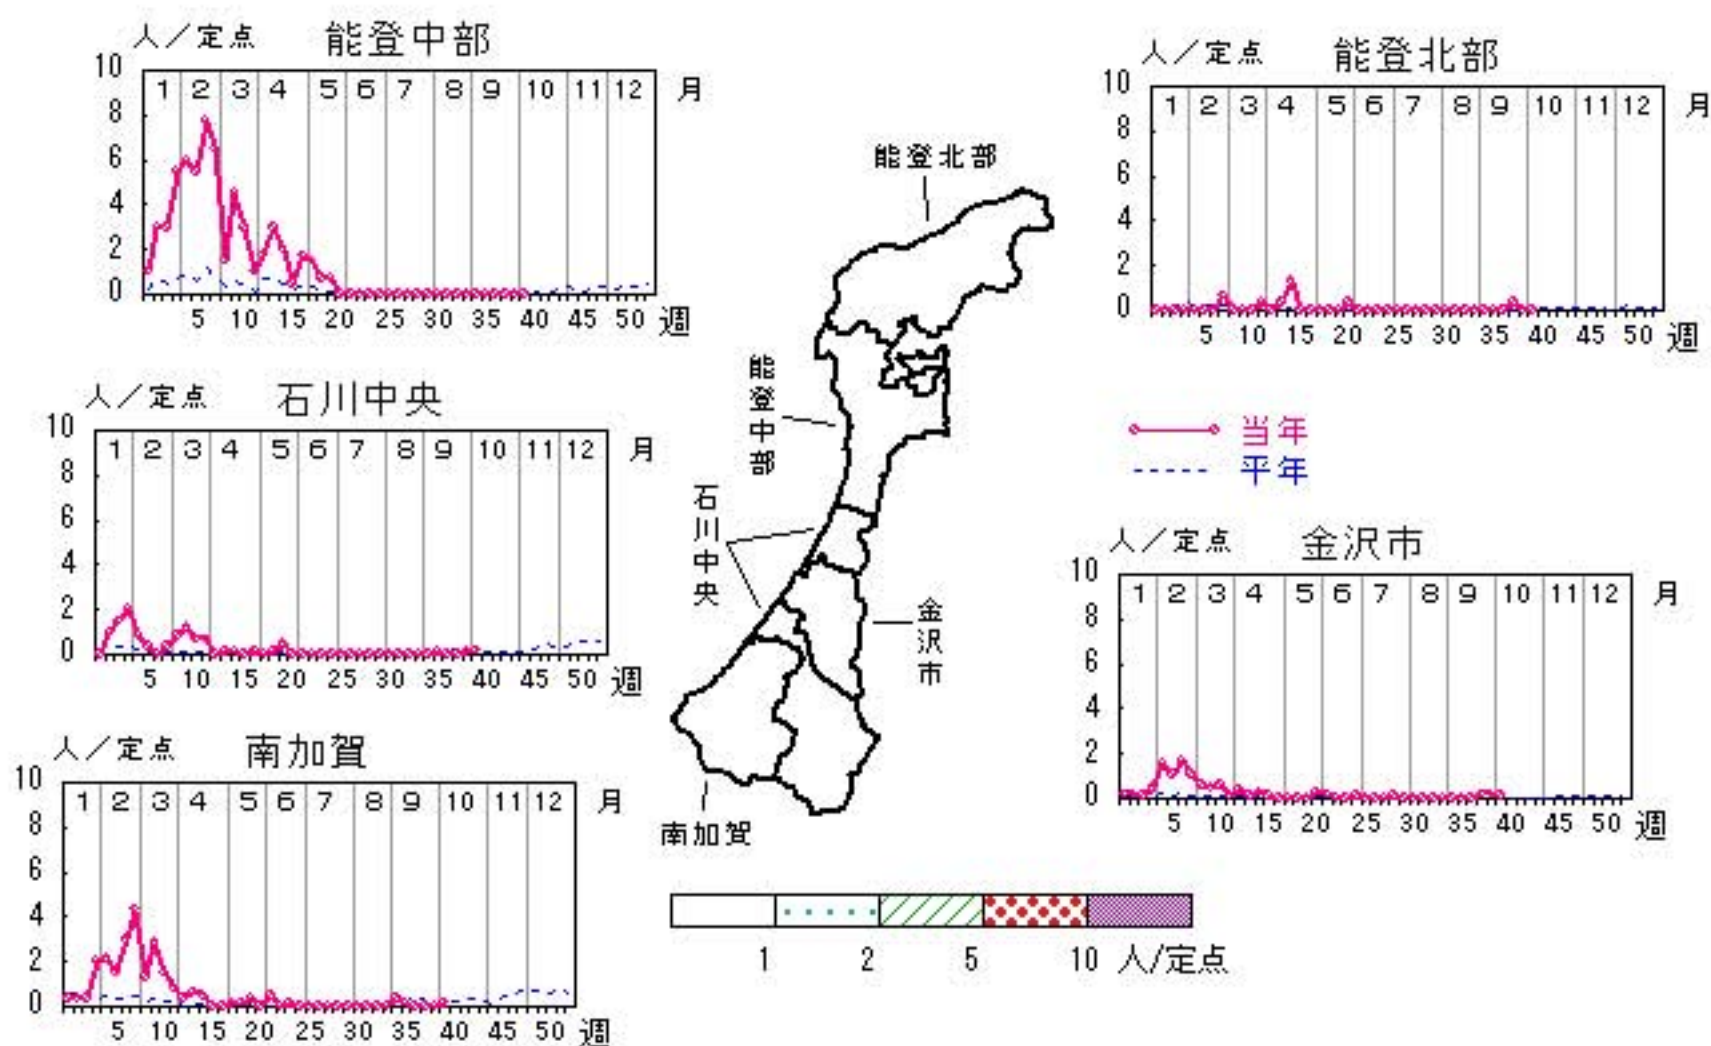 人／定点 能登中部
10 8 6 4 2 0
1 2 3 4 5 6 7 8 9 10 11 12 月
5 10 15 20 25 30 35 40 45 50 週
人／定点 能登北部
10 8 6 4 2 0
1 2 3 4 5 6 7 8 9 10 11 12 月
5 10 15 20 25 30 35 40 45 50 週
人／定点 石川中央
10 8 6 4 2 0
1 2 3 4 5 6 7 8 9 10 11 12 月
5 10 15 20 25 30 35 40 45 50 週
能登北部
能登中部
石川中央
金沢市
南加賀
当年
平年
人／定点 金沢市
10 8 6 4 2 0
1 2 3 4 5 6 7 8 9 10 11 12 月
5 10 15 20 25 30 35 40 45 50 週
人／定点 南加賀
10 8 6 4 2 0
1 2 3 4 5 6 7 8 9 10 11 12 月
5 10 15 20 25 30 35 40 45 50 週
1 2 5 10 人/定点